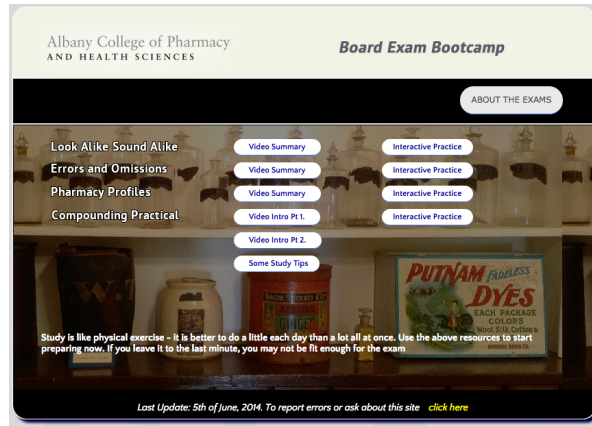 Albany College of Pharmacy
AND HEALTH SCIENCES
Board Exam Bootcamp
ABOUT THE EXAMS
Look Alike Sound Alike Video Summary Interactive Practice
Errors and Omissions Video Summary Interactive Practice
Pharmacy Profiles Video Summary Interactive Practice
Compounding Practical Video Intro Pt 1. Interactive Practice
Video Intro Pt 2.
Some Study Tips
PUTNAM FADELESS
DYES
EACH PACKAGE
COLORS
Wool, Silk, Cotton &
GINGER
Study is like physical exercise – it is better to do a little each day than a lot all at once. Use the above resources to start
preparing now. If you leave it to the last minute, you may not be fit enough for the exam
Last Update: 5th of June, 2014. To report errors or ask about this site click here